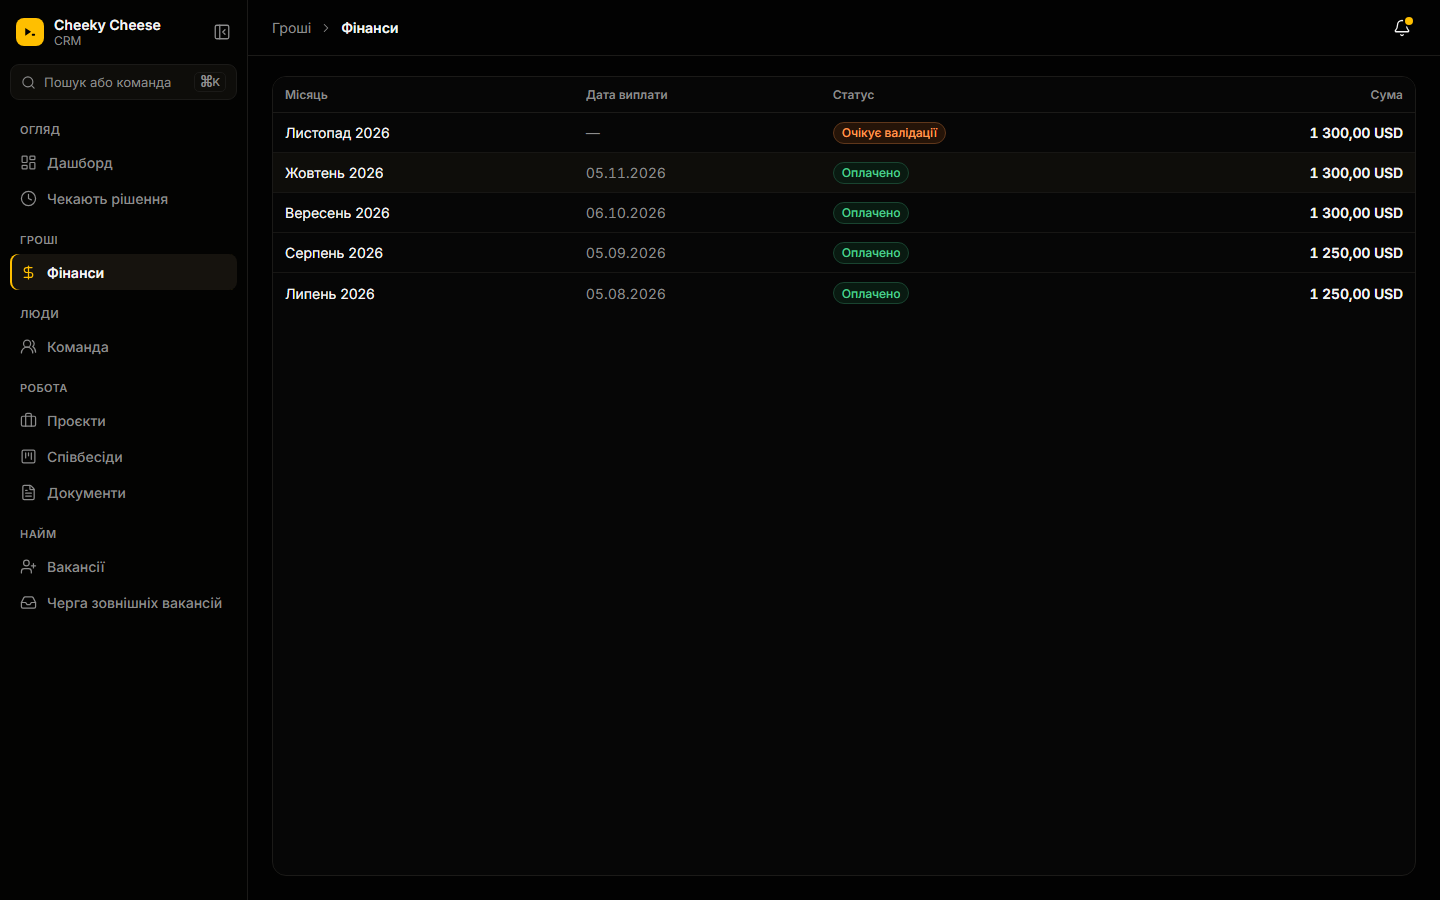 Cheeky Cheese
CRM
Пошук або команда ⌘K
ОГЛЯД
Дашборд
Чекають рішення
ГРОШІ
Фінанси
ЛЮДИ
Команда
РОБОТА
Проєкти
Співбесіди
Документи
НАЙМ
Вакансії
Черга зовнішніх вакансій
Гроші > Фінанси
Місяць Дата виплати Статус Сума
Листопад 2026 — Очікує валідації 1 300,00 USD
Жовтень 2026 05.11.2026 Оплачено 1 300,00 USD
Вересень 2026 06.10.2026 Оплачено 1 300,00 USD
Серпень 2026 05.09.2026 Оплачено 1 250,00 USD
Липень 2026 05.08.2026 Оплачено 1 250,00 USD